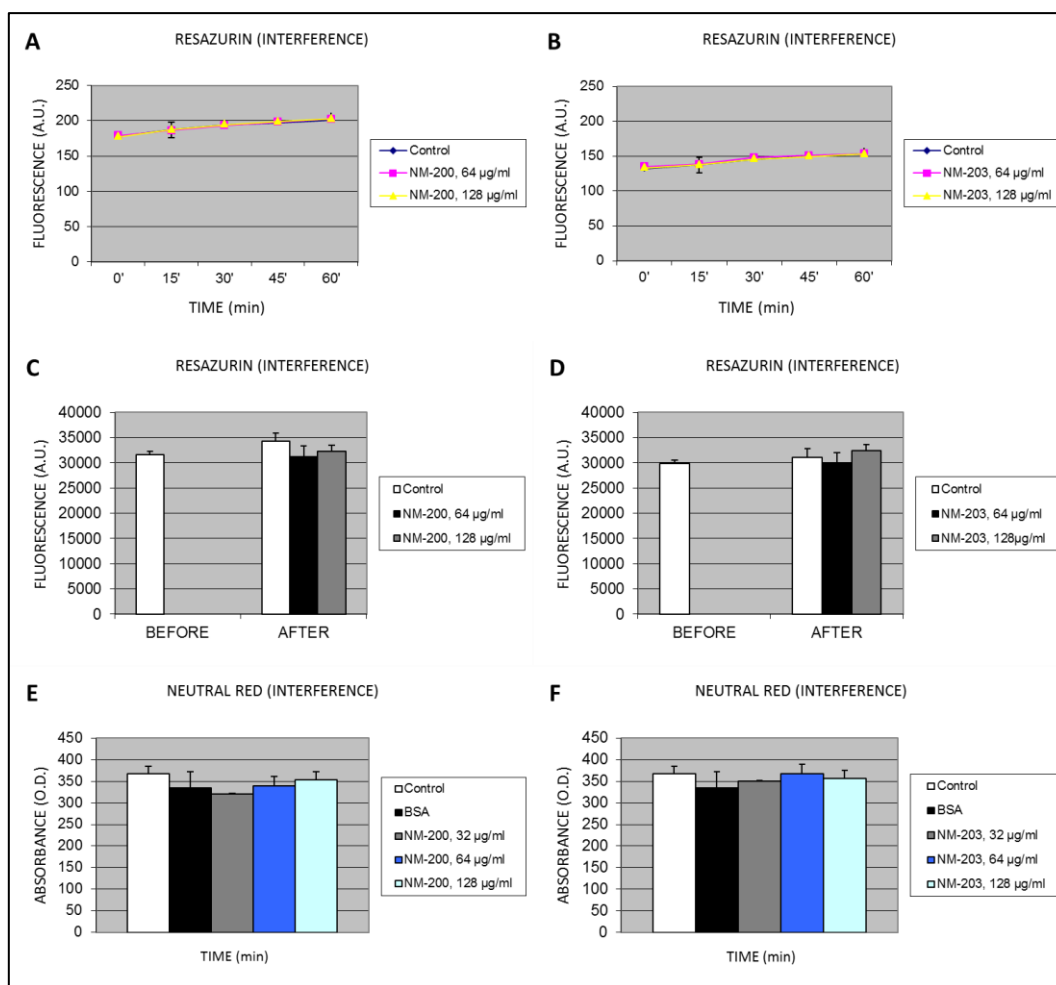 A
RESAZURIN (INTERFERENCE)
FLUORESCENCE (A.U.)
250
200
150
100
50
0
0'
15'
30'
45'
60'
TIME (min)
Control
NM-200, 64 µg/ml
NM-200, 128 µg/ml
B
RESAZURIN (INTERFERENCE)
FLUORESCENCE (A.U.)
250
200
150
100
50
0
0'
15'
30'
45'
60'
TIME (min)
Control
NM-203, 64 µg/ml
NM-203, 128 µg/ml
C
RESAZURIN (INTERFERENCE)
FLUORESCENCE (A.U.)
40000
35000
30000
25000
20000
15000
10000
5000
0
BEFORE
AFTER
Control
NM-200, 64 µg/ml
NM-200, 128 µg/ml
D
RESAZURIN (INTERFERENCE)
FLUORESCENCE (A.U.)
40000
35000
30000
25000
20000
15000
10000
5000
0
BEFORE
AFTER
Control
NM-203, 64 µg/ml
NM-203, 128µg/ml
E
NEUTRAL RED (INTERFERENCE)
ABSORBANCE (O.D.)
450
400
350
300
250
200
150
100
50
0
TIME (min)
Control
BSA
NM-200, 32 µg/ml
NM-200, 64 µg/ml
NM-200, 128 µg/ml
F
NEUTRAL RED (INTERFERENCE)
ABSORBANCE (O.D.)
450
400
350
300
250
200
150
100
50
0
TIME (min)
Control
BSA
NM-203, 32 µg/ml
NM-203, 64 µg/ml
NM-203, 128 µg/ml